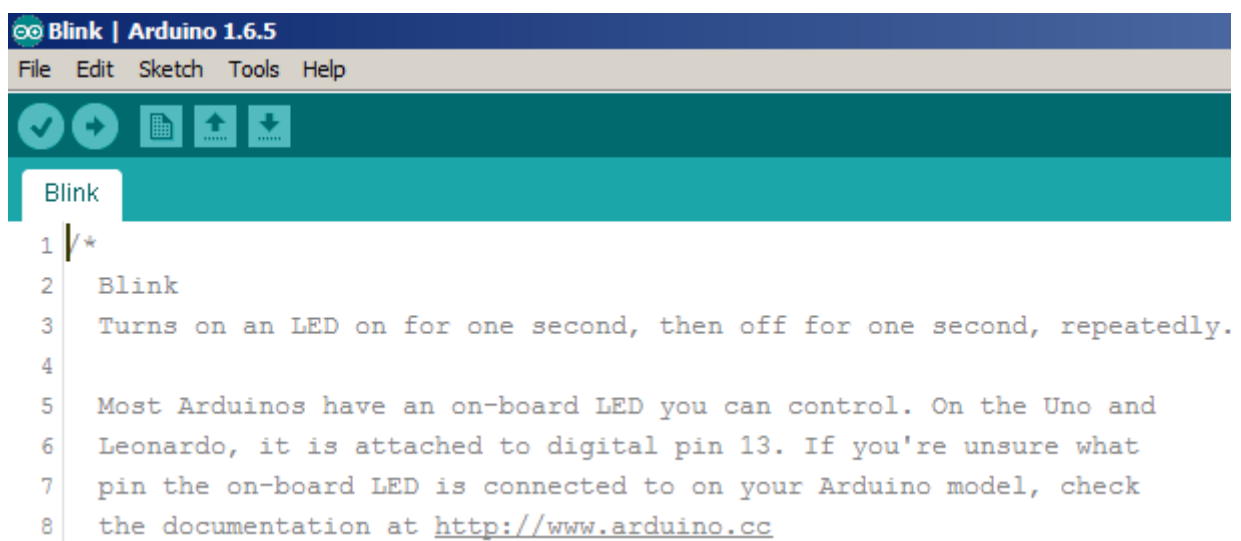 Blink | Arduino 1.6.5
File Edit Sketch Tools Help
Blink
1 /*
2 Blink
3 Turns on an LED on for one second, then off for one second, repeatedly.
4
5 Most Arduinos have an on-board LED you can control. On the Uno and
6 Leonardo, it is attached to digital pin 13. If you're unsure what
7 pin the on-board LED is connected to on your Arduino model, check
8 the documentation at http://www.arduino.cc